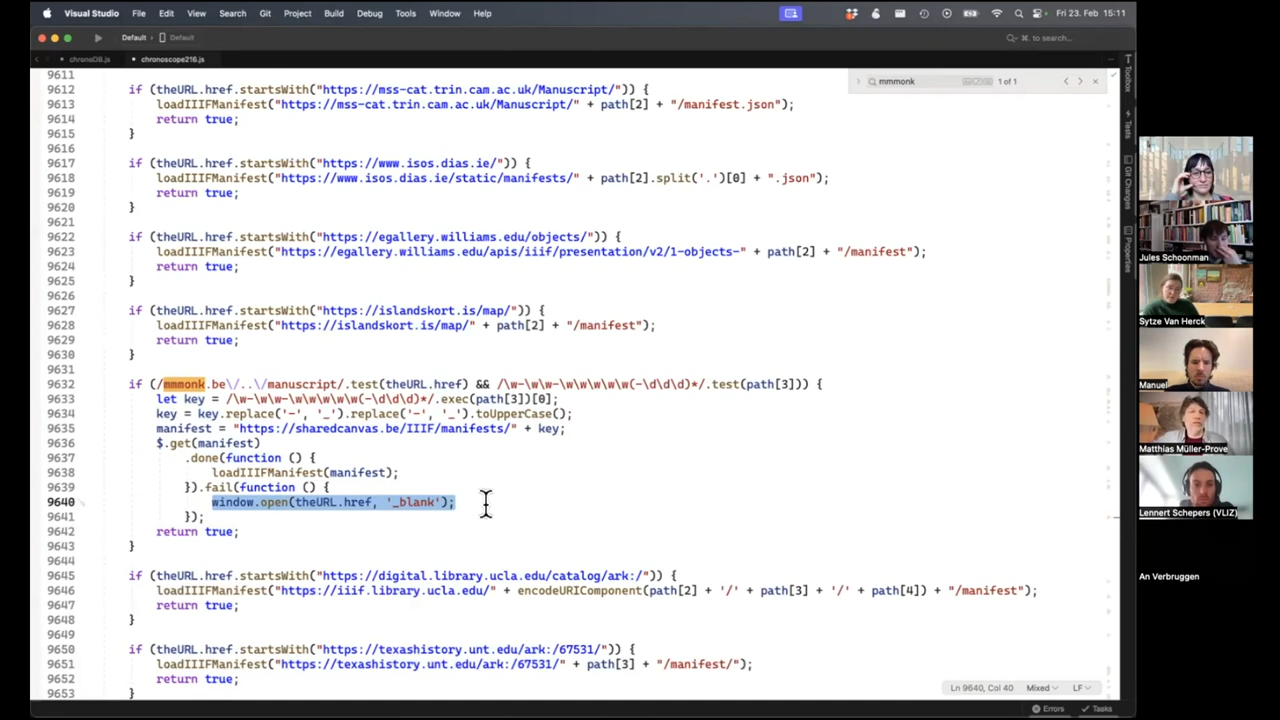 Visual Studio File Edit View Search Git Project Build Debug Tools Window Help Fri 23. Feb 15:11
Default Default ⌘. to search...
chronoDB.js chronoscope216.js
mmmonk 1 of 1
9611
9612 if (theURL.href.startsWith("https://mss-cat.trin.cam.ac.uk/Manuscript/")) {
9613 loadIIIFManifest("https://mss-cat.trin.cam.ac.uk/Manuscript/" + path[2] + "/manifest.json");
9614 return true;
9615 }
9616
9617 if (theURL.href.startsWith("https://www.isos.dias.ie/")) {
9618 loadIIIFManifest("https://www.isos.dias.ie/static/manifests/" + path[2].split('.')[0] + ".json");
9619 return true;
9620 }
9621
9622 if (theURL.href.startsWith("https://egallery.williams.edu/objects/")) {
9623 loadIIIFManifest("https://egallery.williams.edu/apis/iiif/presentation/v2/1-objects-" + path[2] + "/manifest");
9624 return true;
9625 }
9626
9627 if (theURL.href.startsWith("https://islandskort.is/map/")) {
9628 loadIIIFManifest("https://islandskort.is/map/" + path[2] + "/manifest");
9629 return true;
9630 }
9631
9632 if (/mmmonk.be\/..\/manuscript/.test(theURL.href) && /\w-\w\w-\w\w\w\w\w(-\d\d\d)*/.test(path[3])) {
9633 let key = /\w-\w\w-\w\w\w\w\w(-\d\d\d)*/.exec(path[3])[0];
9634 key = key.replace('-', '_').replace('-', '_').toUpperCase();
9635 manifest = "https://sharedcanvas.be/IIIF/manifests/" + key;
9636 $.get(manifest)
9637 .done(function () {
9638 loadIIIFManifest(manifest);
9639 }).fail(function () {
9640 window.open(theURL.href, '_blank');
9641 });
9642 return true;
9643 }
9644
9645 if (theURL.href.startsWith("https://digital.library.ucla.edu/catalog/ark:/")) {
9646 loadIIIFManifest("https://iiif.library.ucla.edu/" + encodeURIComponent(path[2] + '/' + path[3] + '/' + path[4]) + "/manifest");
9647 return true;
9648 }
9649
9650 if (theURL.href.startsWith("https://texashistory.unt.edu/ark:/67531/")) {
9651 loadIIIFManifest("https://texashistory.unt.edu/ark:/67531/" + path[3] + "/manifest/");
9652 return true;
9653 }
Ln 9640, Col 40 Mixed LF
Errors Tasks
Toolbox
Tests
Git Changes
Properties
Jules Schoonman
Sytze Van Herck
Manuel
Matthias Müller-Prove
Lennert Schepers (VLIZ)
An Verbruggen